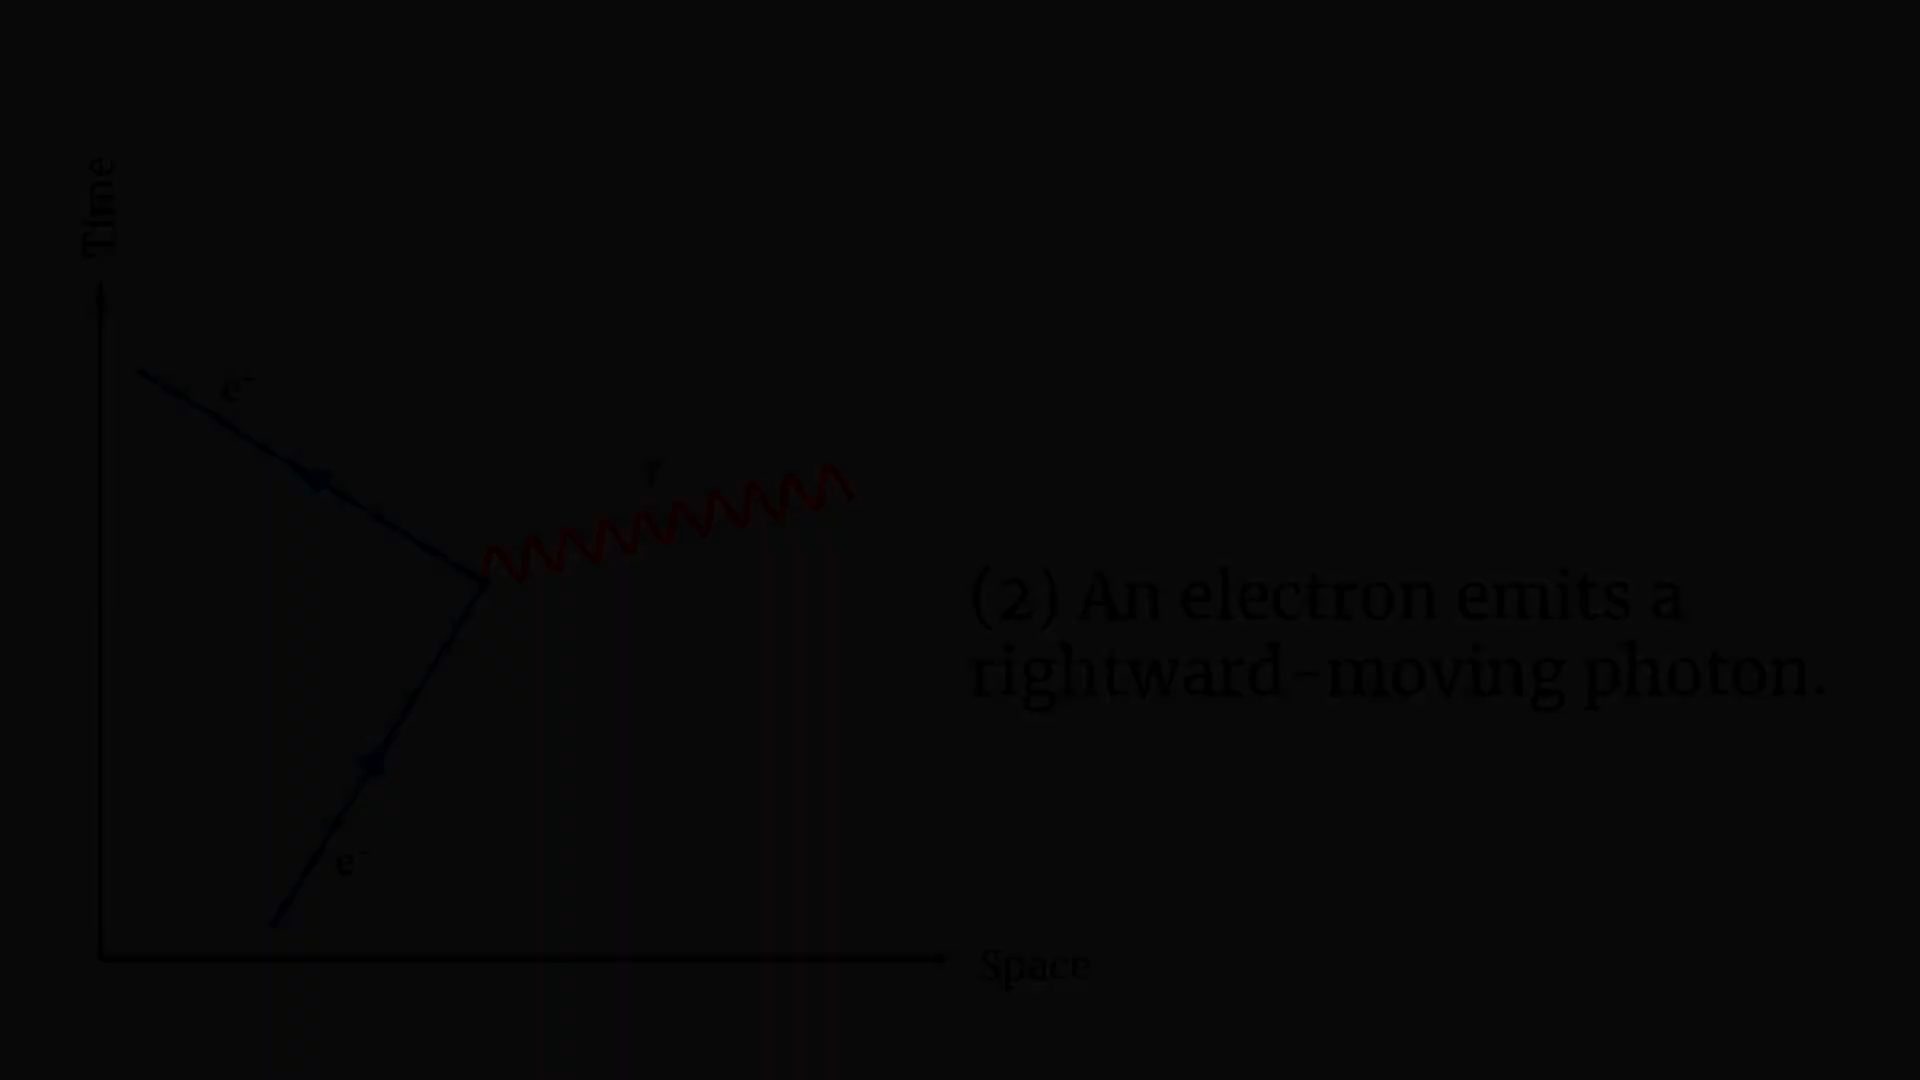 Time
e⁻
γ
(2) An electron emits a
rightward-moving photon.
e⁻
Space